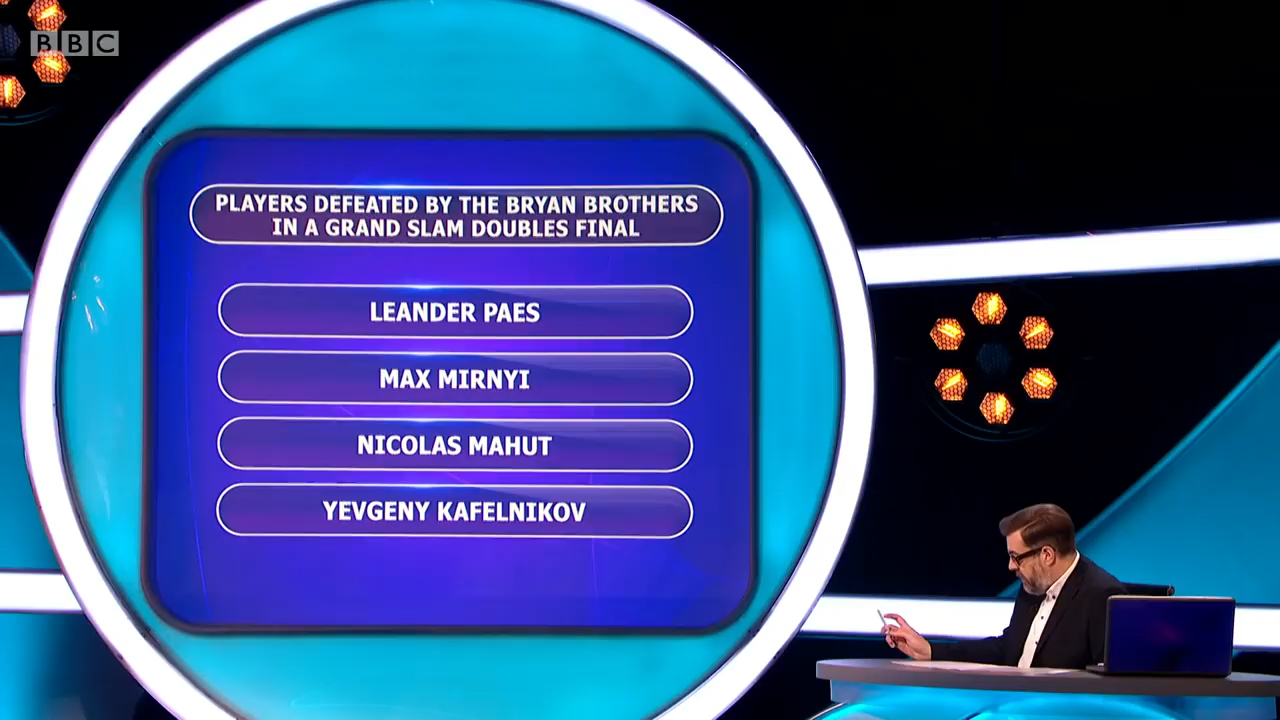 BBC
PLAYERS DEFEATED BY THE BRYAN BROTHERS
IN A GRAND SLAM DOUBLES FINAL
LEANDER PAES
MAX MIRNYI
NICOLAS MAHUT
YEVGENY KAFELNIKOV